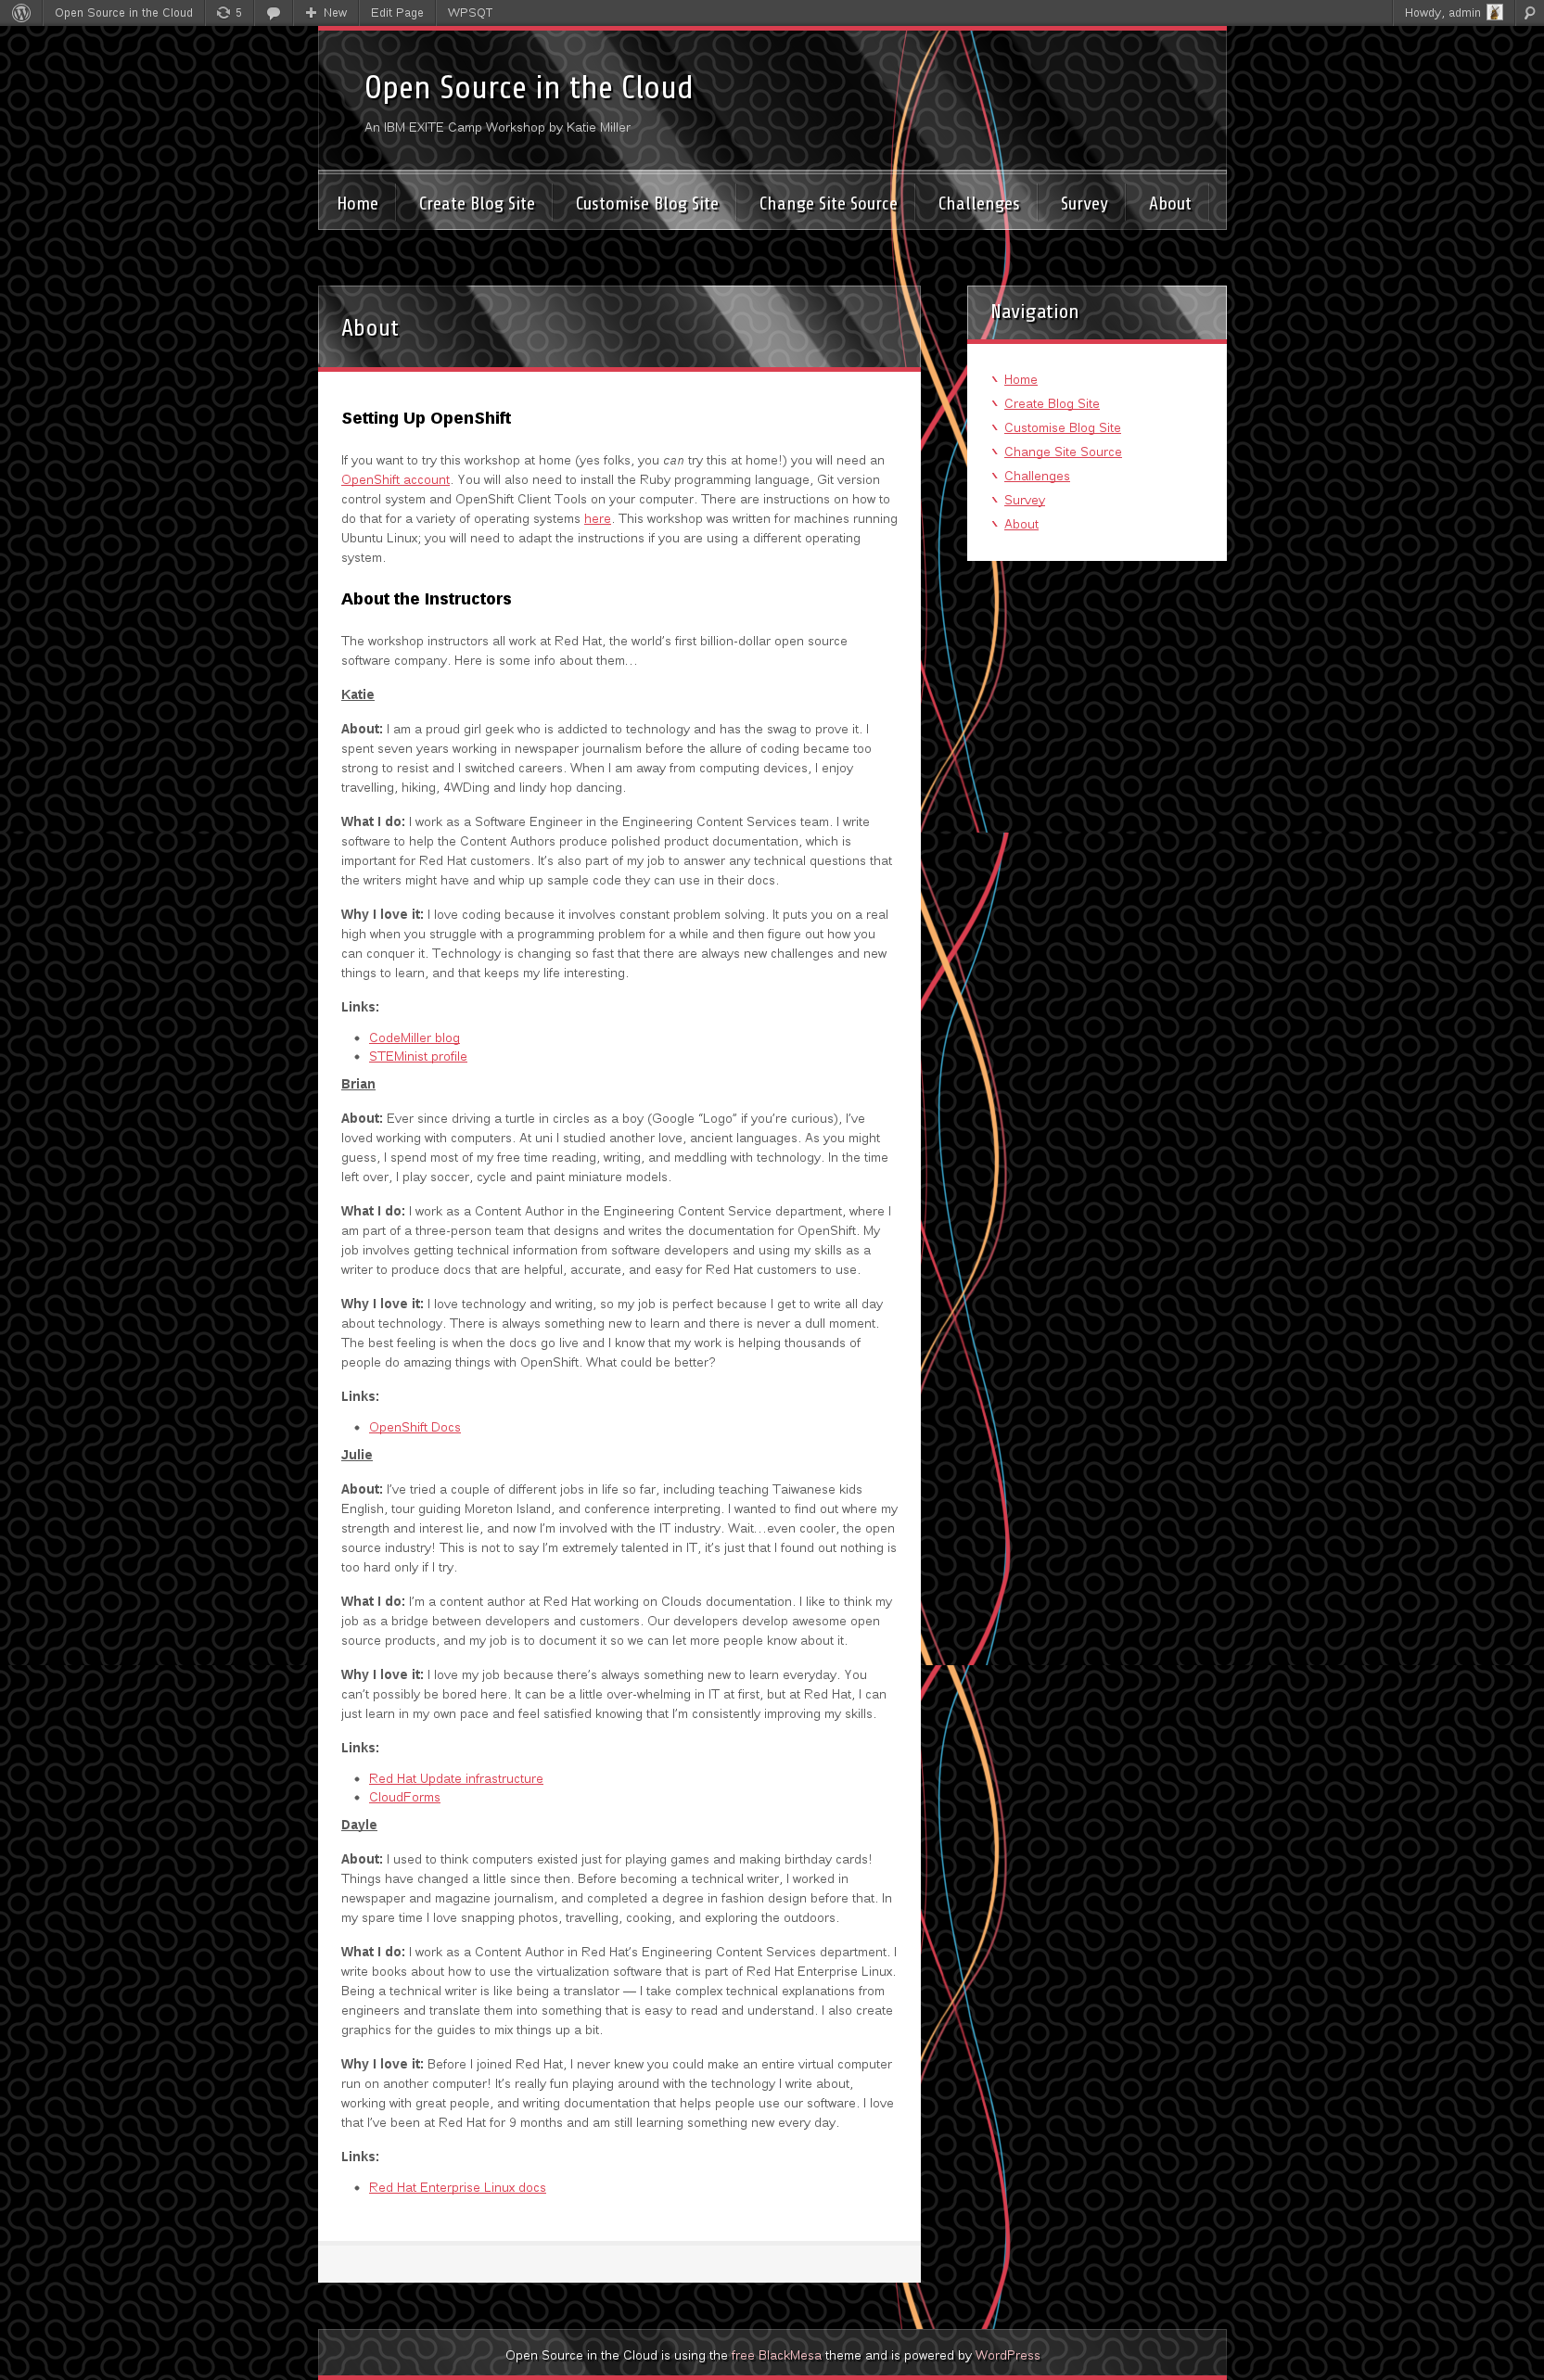 Open Source in the Cloud 5 New Edit Page WPSQT Howdy, admin
Open Source in the Cloud
An IBM EXITE Camp Workshop by Katie Miller
Home Create Blog Site Customise Blog Site Change Site Source Challenges Survey About
About
Setting Up OpenShift
If you want to try this workshop at home (yes folks, you can try this at home!) you will need an
OpenShift account. You will also need to install the Ruby programming language, Git version
control system and OpenShift Client Tools on your computer. There are instructions on how to
do that for a variety of operating systems here. This workshop was written for machines running
Ubuntu Linux; you will need to adapt the instructions if you are using a different operating
system.
About the Instructors
The workshop instructors all work at Red Hat, the world's first billion-dollar open source
software company. Here is some info about them…
Katie
About: I am a proud girl geek who is addicted to technology and has the swag to prove it. I
spent seven years working in newspaper journalism before the allure of coding became too
strong to resist and I switched careers. When I am away from computing devices, I enjoy
travelling, hiking, 4WDing and lindy hop dancing.
What I do: I work as a Software Engineer in the Engineering Content Services team. I write
software to help the Content Authors produce polished product documentation, which is
important for Red Hat customers. It's also part of my job to answer any technical questions that
the writers might have and whip up sample code they can use in their docs.
Why I love it: I love coding because it involves constant problem solving. It puts you on a real
high when you struggle with a programming problem for a while and then figure out how you
can conquer it. Technology is changing so fast that there are always new challenges and new
things to learn, and that keeps my life interesting.
Links:
• CodeMiller blog
• STEMinist profile
Brian
About: Ever since driving a turtle in circles as a boy (Google “Logo” if you're curious), I've
loved working with computers. At uni I studied another love, ancient languages. As you might
guess, I spend most of my free time reading, writing, and meddling with technology. In the time
left over, I play soccer, cycle and paint miniature models.
What I do: I work as a Content Author in the Engineering Content Service department, where I
am part of a three-person team that designs and writes the documentation for OpenShift. My
job involves getting technical information from software developers and using my skills as a
writer to produce docs that are helpful, accurate, and easy for Red Hat customers to use.
Why I love it: I love technology and writing, so my job is perfect because I get to write all day
about technology. There is always something new to learn and there is never a dull moment.
The best feeling is when the docs go live and I know that my work is helping thousands of
people do amazing things with OpenShift. What could be better?
Links:
• OpenShift Docs
Julie
About: I've tried a couple of different jobs in life so far, including teaching Taiwanese kids
English, tour guiding Moreton Island, and conference interpreting. I wanted to find out where my
strength and interest lie, and now I'm involved with the IT industry. Wait…even cooler, the open
source industry! This is not to say I'm extremely talented in IT, it's just that I found out nothing is
too hard only if I try.
What I do: I'm a content author at Red Hat working on Clouds documentation. I like to think my
job as a bridge between developers and customers. Our developers develop awesome open
source products, and my job is to document it so we can let more people know about it.
Why I love it: I love my job because there's always something new to learn everyday. You
can't possibly be bored here. It can be a little over-whelming in IT at first, but at Red Hat, I can
just learn in my own pace and feel satisfied knowing that I'm consistently improving my skills.
Links:
• Red Hat Update infrastructure
• CloudForms
Dayle
About: I used to think computers existed just for playing games and making birthday cards!
Things have changed a little since then. Before becoming a technical writer, I worked in
newspaper and magazine journalism, and completed a degree in fashion design before that. In
my spare time I love snapping photos, travelling, cooking, and exploring the outdoors.
What I do: I work as a Content Author in Red Hat's Engineering Content Services department. I
write books about how to use the virtualization software that is part of Red Hat Enterprise Linux.
Being a technical writer is like being a translator — I take complex technical explanations from
engineers and translate them into something that is easy to read and understand. I also create
graphics for the guides to mix things up a bit.
Why I love it: Before I joined Red Hat, I never knew you could make an entire virtual computer
run on another computer! It's really fun playing around with the technology I write about,
working with great people, and writing documentation that helps people use our software. I love
that I've been at Red Hat for 9 months and am still learning something new every day.
Links:
• Red Hat Enterprise Linux docs
Navigation
Home
Create Blog Site
Customise Blog Site
Change Site Source
Challenges
Survey
About
Open Source in the Cloud is using the free BlackMesa theme and is powered by WordPress